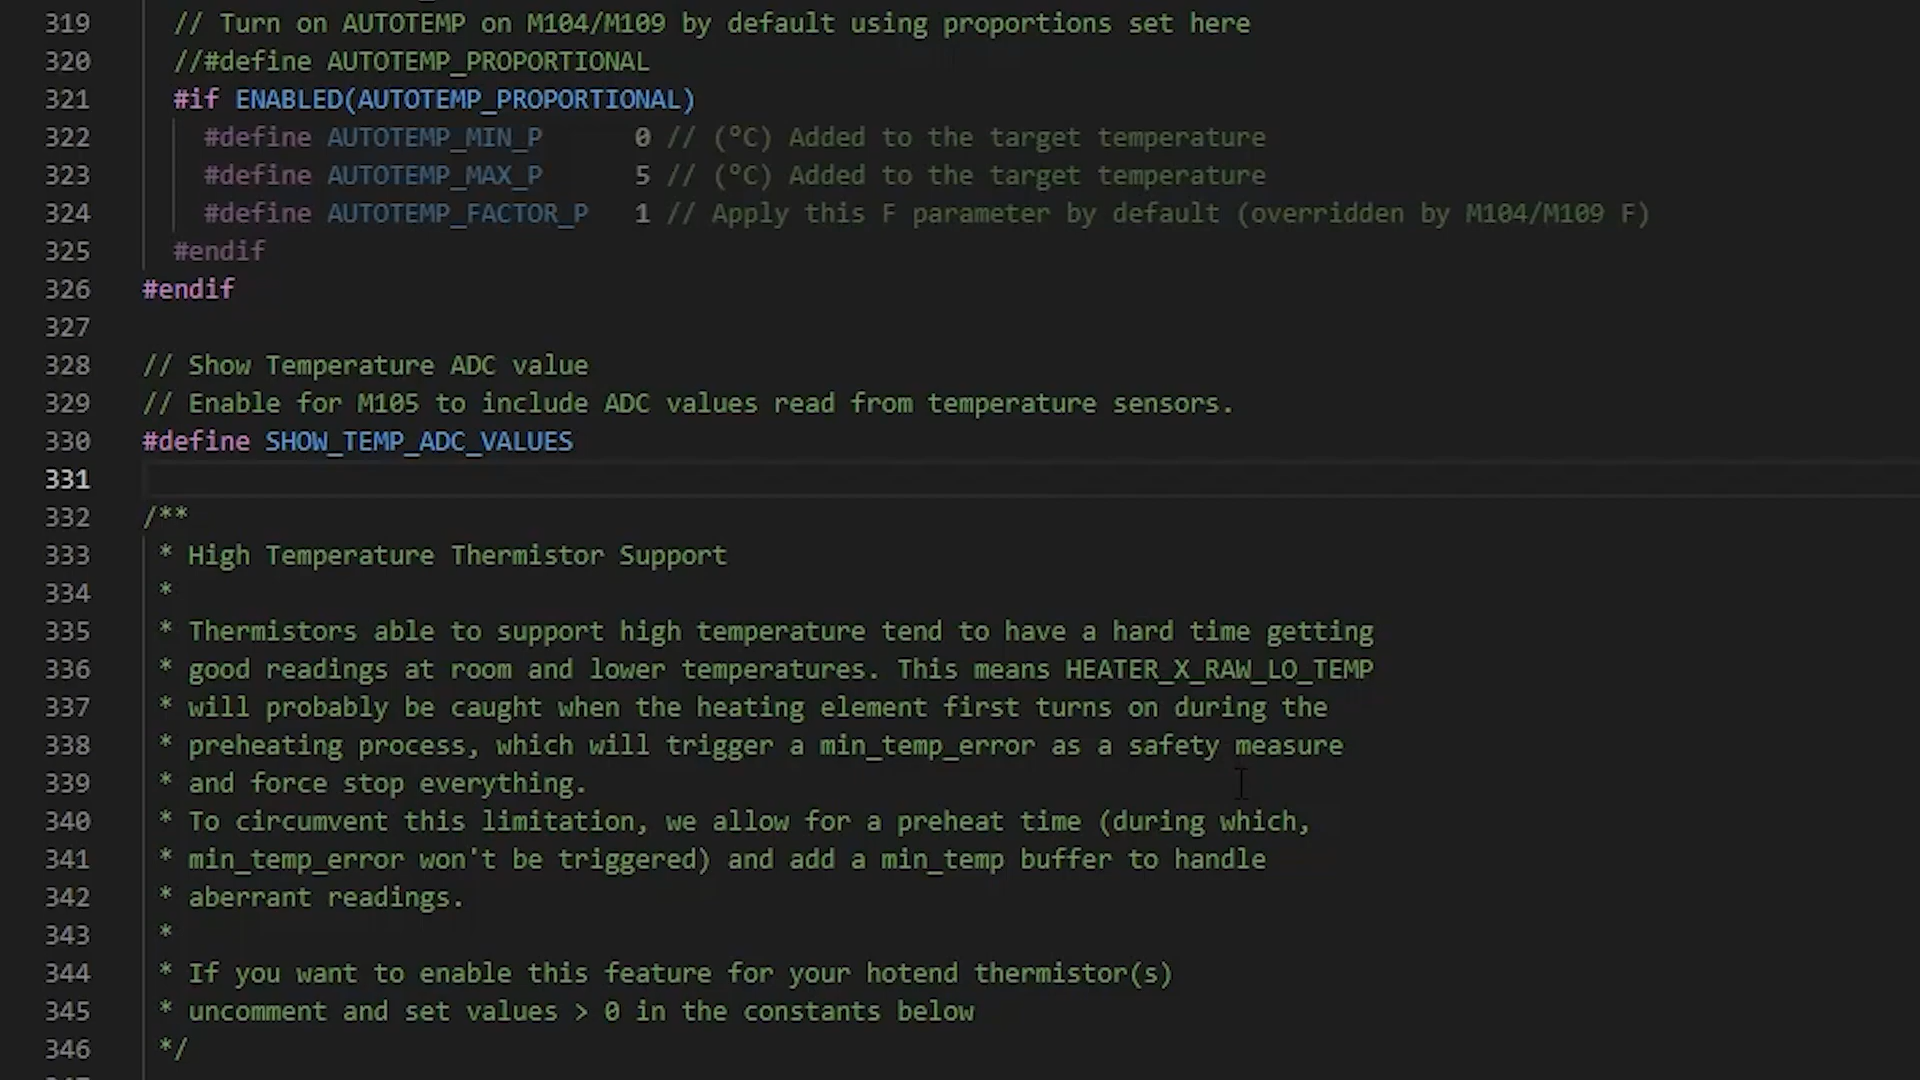 319 // Turn on AUTOTEMP on M104/M109 by default using proportions set here
320 //#define AUTOTEMP_PROPORTIONAL
321 #if ENABLED(AUTOTEMP_PROPORTIONAL)
322 #define AUTOTEMP_MIN_P 0 // (°C) Added to the target temperature
323 #define AUTOTEMP_MAX_P 5 // (°C) Added to the target temperature
324 #define AUTOTEMP_FACTOR_P 1 // Apply this F parameter by default (overridden by M104/M109 F)
325 #endif
326 #endif
327
328 // Show Temperature ADC value
329 // Enable for M105 to include ADC values read from temperature sensors.
330 #define SHOW_TEMP_ADC_VALUES
331
332 /**
333 * High Temperature Thermistor Support
334 *
335 * Thermistors able to support high temperature tend to have a hard time getting
336 * good readings at room and lower temperatures. This means HEATER_X_RAW_LO_TEMP
337 * will probably be caught when the heating element first turns on during the
338 * preheating process, which will trigger a min_temp_error as a safety measure
339 * and force stop everything.
340 * To circumvent this limitation, we allow for a preheat time (during which,
341 * min_temp_error won't be triggered) and add a min_temp buffer to handle
342 * aberrant readings.
343 *
344 * If you want to enable this feature for your hotend thermistor(s)
345 * uncomment and set values > 0 in the constants below
346 */